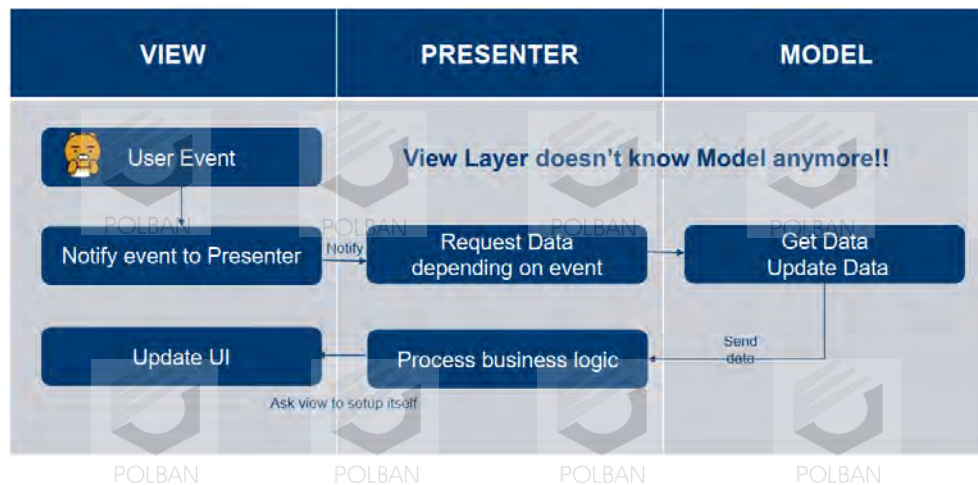 VIEW
PRESENTER
MODEL
User Event
View Layer doesn't know Model anymore!!
POLBAN
POLBAN
POLBAN
POLBAN
Notify event to Presenter
Notify
Request Data
depending on event
Get Data
Update Data
Update UI
Process business logic
Send
data
Ask view to setup itself
POLBAN
POLBAN
POLBAN
POLBAN